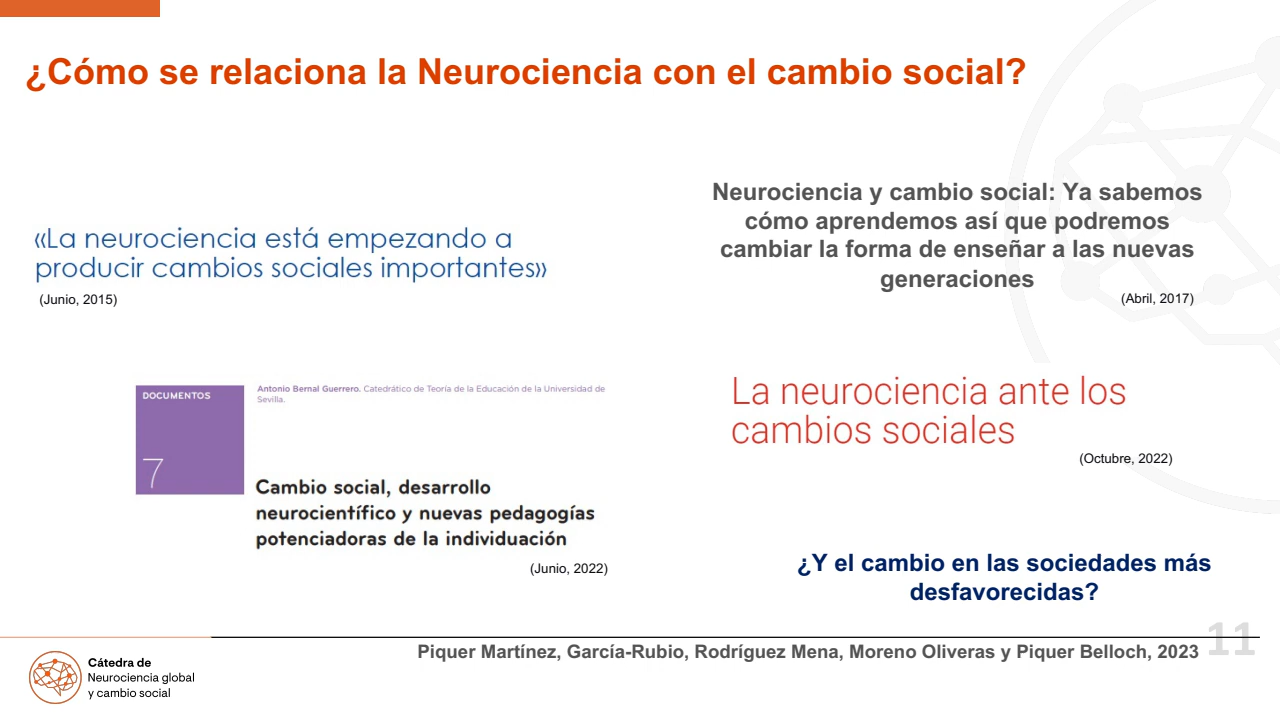 ¿Cómo se relaciona la Neurociencia con el cambio social?
«La neurociencia está empezando a
producir cambios sociales importantes»
(Junio, 2015)
Neurociencia y cambio social: Ya sabemos
cómo aprendemos así que podremos
cambiar la forma de enseñar a las nuevas
generaciones
(Abril, 2017)
DOCUMENTOS
7
Antonio Bernal Guerrero. Catedrático de Teoría de la Educación de la Universidad de
Sevilla.
Cambio social, desarrollo
neurocientífico y nuevas pedagogías
potenciadoras de la individuación
(Junio, 2022)
La neurociencia ante los
cambios sociales
(Octubre, 2022)
¿Y el cambio en las sociedades más
desfavorecidas?
Piquer Martínez, García-Rubio, Rodríguez Mena, Moreno Oliveras y Piquer Belloch, 2023
11
Cátedra de
Neurociencia global
y cambio social